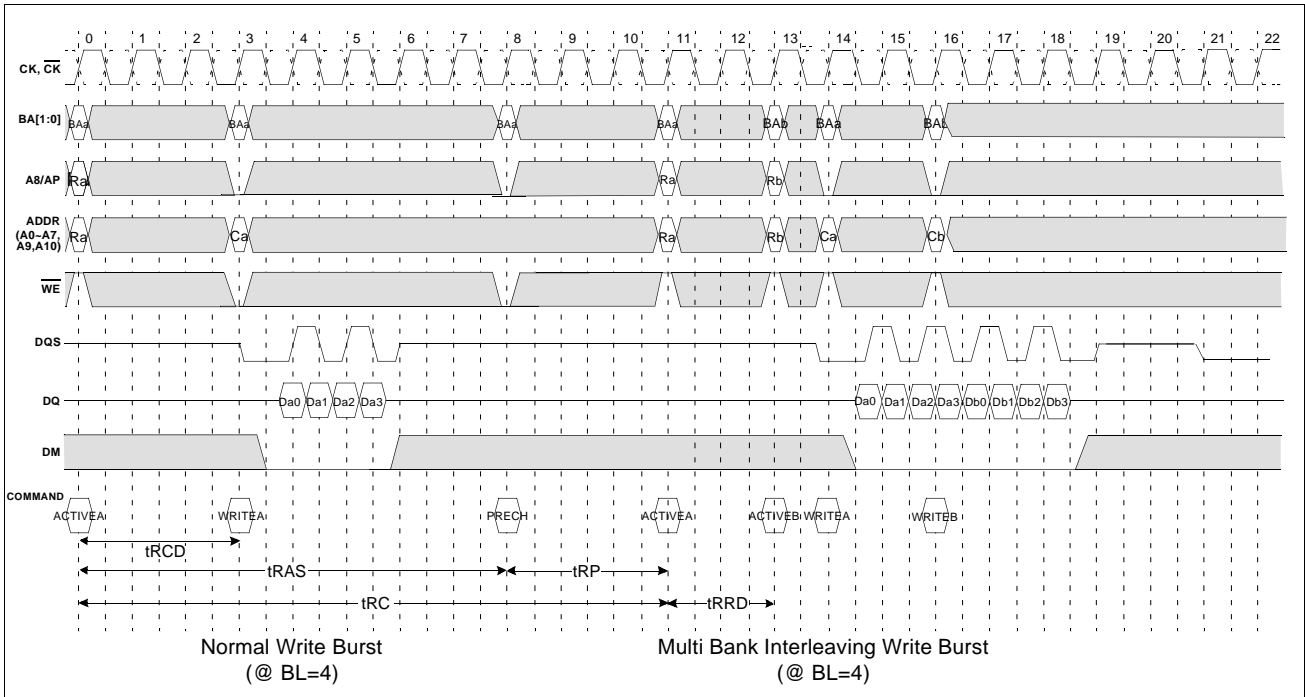 0 1 2 3 4 5 6 7 8 9 10 11 12 13 14 15 16 17 18 19 20 21 22
CK, CK
BA[1:0] BAa BAa BAa BAa BAb BAa BAb
A8/AP Ra Ra Rb
ADDR
(A0~A7,
A9,A10)
Ra Ca Ra Rb Ca Cb
WE
DQS
DQ Da0 Da1 Da2 Da3 Da0 Da1 Da2 Da3 Db0 Db1 Db2 Db3
DM
COMMAND
ACTIVEA WRITEA PRECH ACTIVEA ACTIVEB WRITEA WRITEB
tRCD
tRAS tRP
tRC tRRD
Normal Write Burst Multi Bank Interleaving Write Burst
(@ BL=4) (@ BL=4)